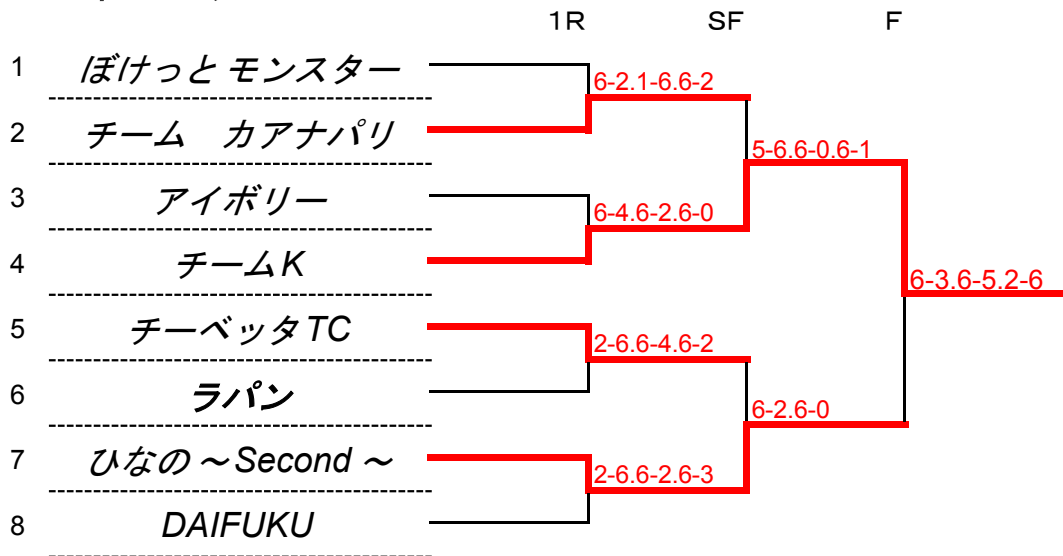 1R SF F
1 ぼけっと モンスター
6-2.1-6.6-2
2 チーム カアナパリ
5-6.6-0.6-1
3 アイボリー
6-4.6-2.6-0
4 チームK
6-3.6-5.2-6
5 チーベッタTC
2-6.6-4.6-2
6 ラパン
6-2.6-0
7 ひなの ～Second ～
2-6.6-2.6-3
8 DAIFUKU